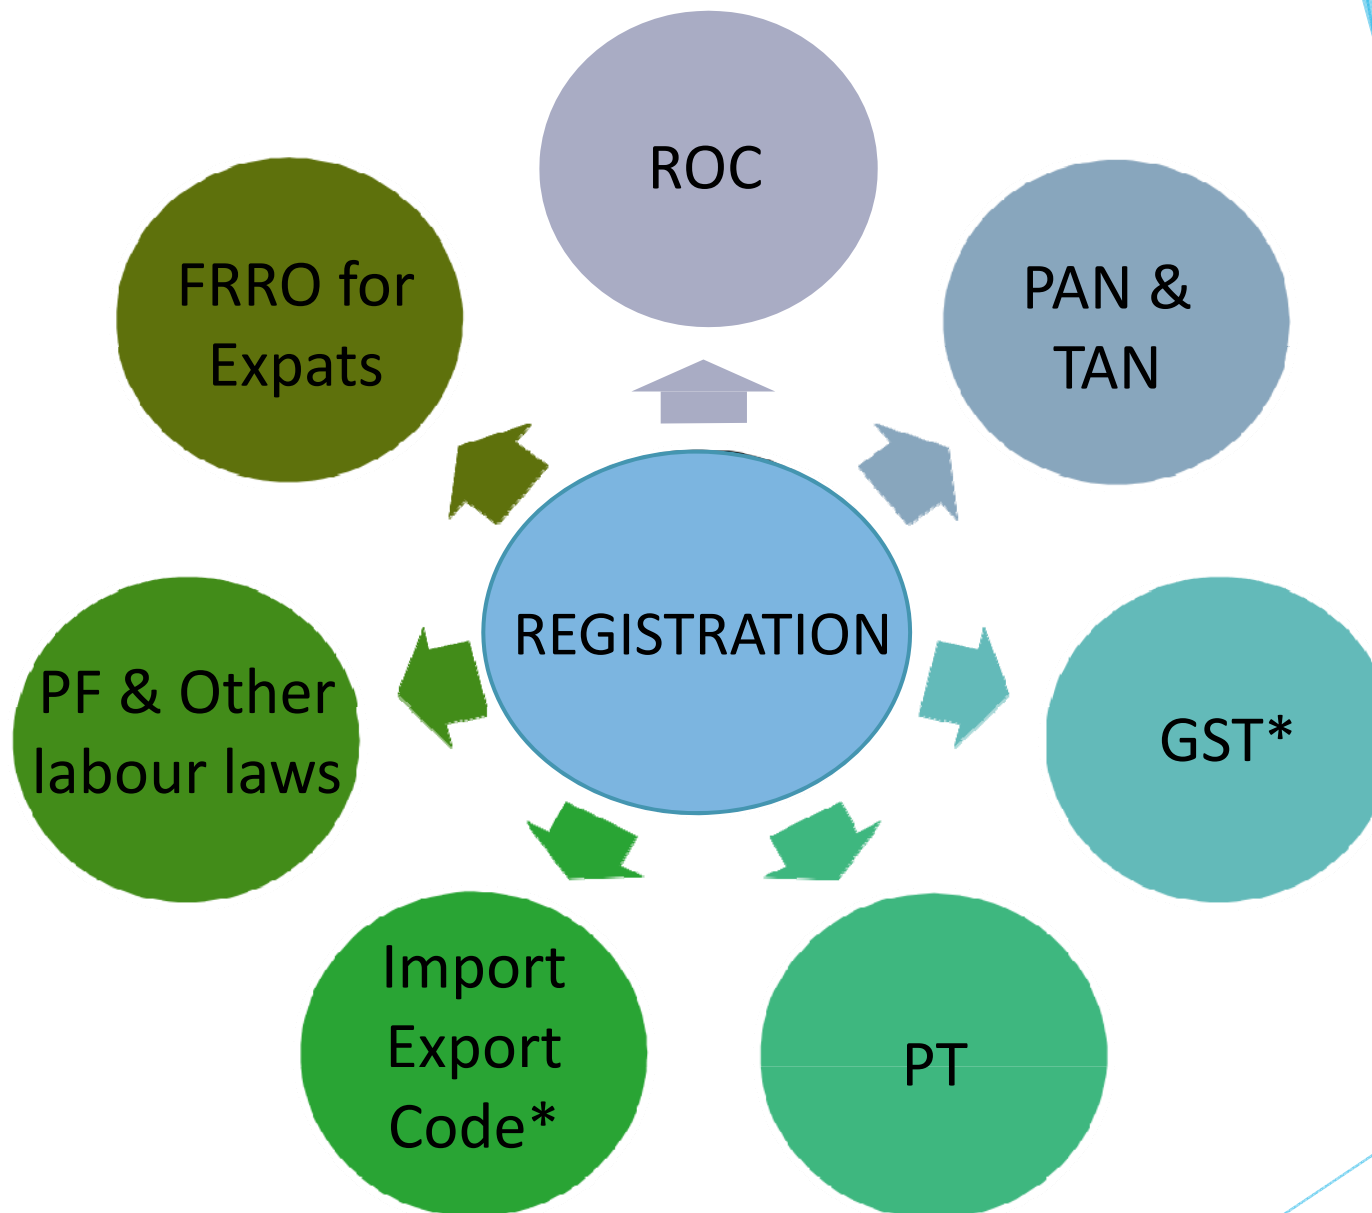 ROC
FRRO for
Expats
PAN &
TAN
REGISTRATION
PF & Other
labour laws
GST*
Import
Export
Code*
PT